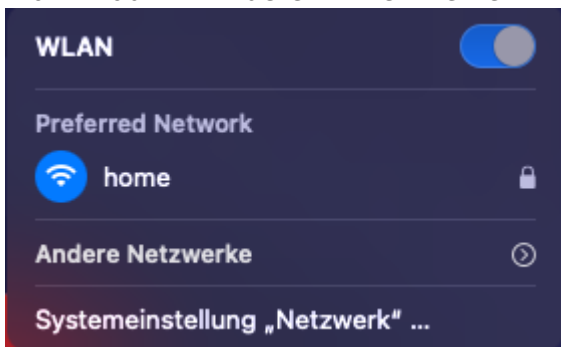 WLAN
Preferred Network
home
Andere Netzwerke
Systemeinstellung „Netzwerk“ ...